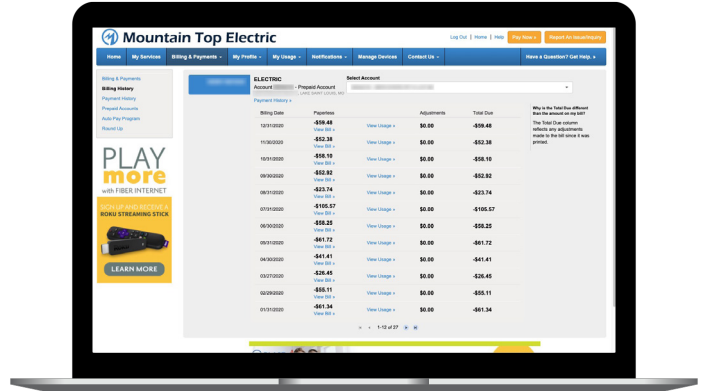 Mountain Top Electric
Log Out | Home | Help
Pay Now »
Report An Issue/Inquiry
Home
My Services
Billing & Payments
My Profile
My Usage
Notifications
Manage Devices
Contact Us
Have a Question? Get Help. »
Billing & Payments
Billing History
Payment History
Prepaid Accounts
Auto Pay Program
Round Up
PLAY
more
with FIBER INTERNET
SIGN UP AND RECEIVE A
ROKU STREAMING STICK
LEARN MORE
ELECTRIC
Account - Prepaid Account
Payment History »
Select Account
Billing Date Paperless Adjustments Total Due
12/31/2020 -$59.48 View Usage » $0.00 -$59.48
View Bill »
11/30/2020 -$52.38 View Usage » $0.00 -$52.38
View Bill »
10/31/2020 -$58.10 View Usage » $0.00 -$58.10
View Bill »
09/30/2020 -$52.92 View Usage » $0.00 -$52.92
View Bill »
08/31/2020 -$23.74 View Usage » $0.00 -$23.74
View Bill »
07/31/2020 -$105.57 View Usage » $0.00 -$105.57
View Bill »
06/30/2020 -$58.25 View Usage » $0.00 -$58.25
View Bill »
05/31/2020 -$61.72 View Usage » $0.00 -$61.72
View Bill »
04/30/2020 -$41.41 View Usage » $0.00 -$41.41
View Bill »
03/27/2020 -$26.45 View Usage » $0.00 -$26.45
View Bill »
02/29/2020 -$55.11 View Usage » $0.00 -$55.11
View Bill »
01/31/2020 -$61.34 View Usage » $0.00 -$61.34
View Bill »
1-12 of 27
Why is the Total Due different
than the amount on my bill?
The Total Due column
reflects any adjustments
made to the bill since it was
printed.